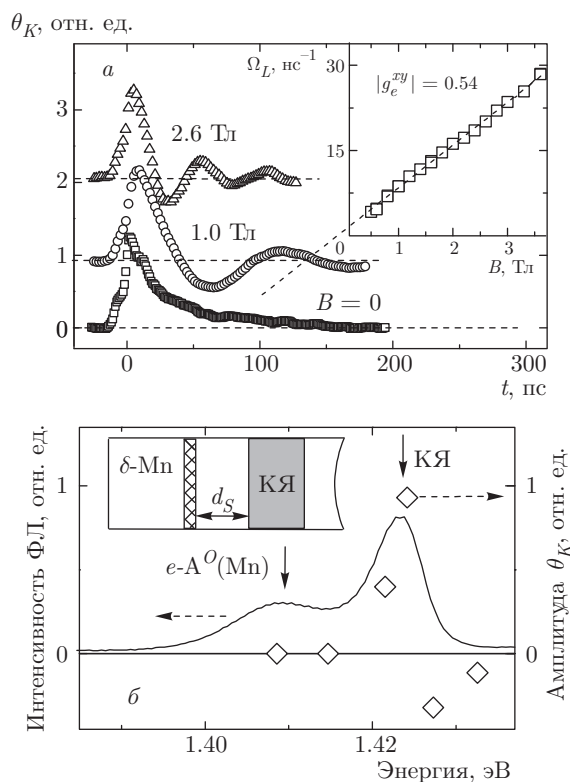 θ_K, отн. ед.
а
Ω_L, нс⁻¹
30
|g_e^{xy}| = 0.54
3
2.6 Тл
15
2
1.0 Тл
0
1
2
3
B, Тл
1
B = 0
0
0
100
200
300
t, пс
Интенсивность ФЛ, отн. ед.
Амплитуда θ_K, отн. ед.
δ-Mn
d_S
КЯ
КЯ
1
1
e-A^O(Mn)
0
0
б
1.40
1.42
Энергия, эВ